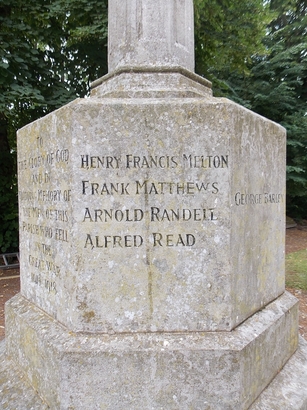 TO
THE GLORY OF GOD
AND IN
MEMORY OF
THE MEN OF THIS
PARISH WHO FELL
IN THE
GREAT WAR
HENRY FRANCIS MELTON
FRANK MATTHEWS
ARNOLD RANDELL
ALFRED READ
GEORGE